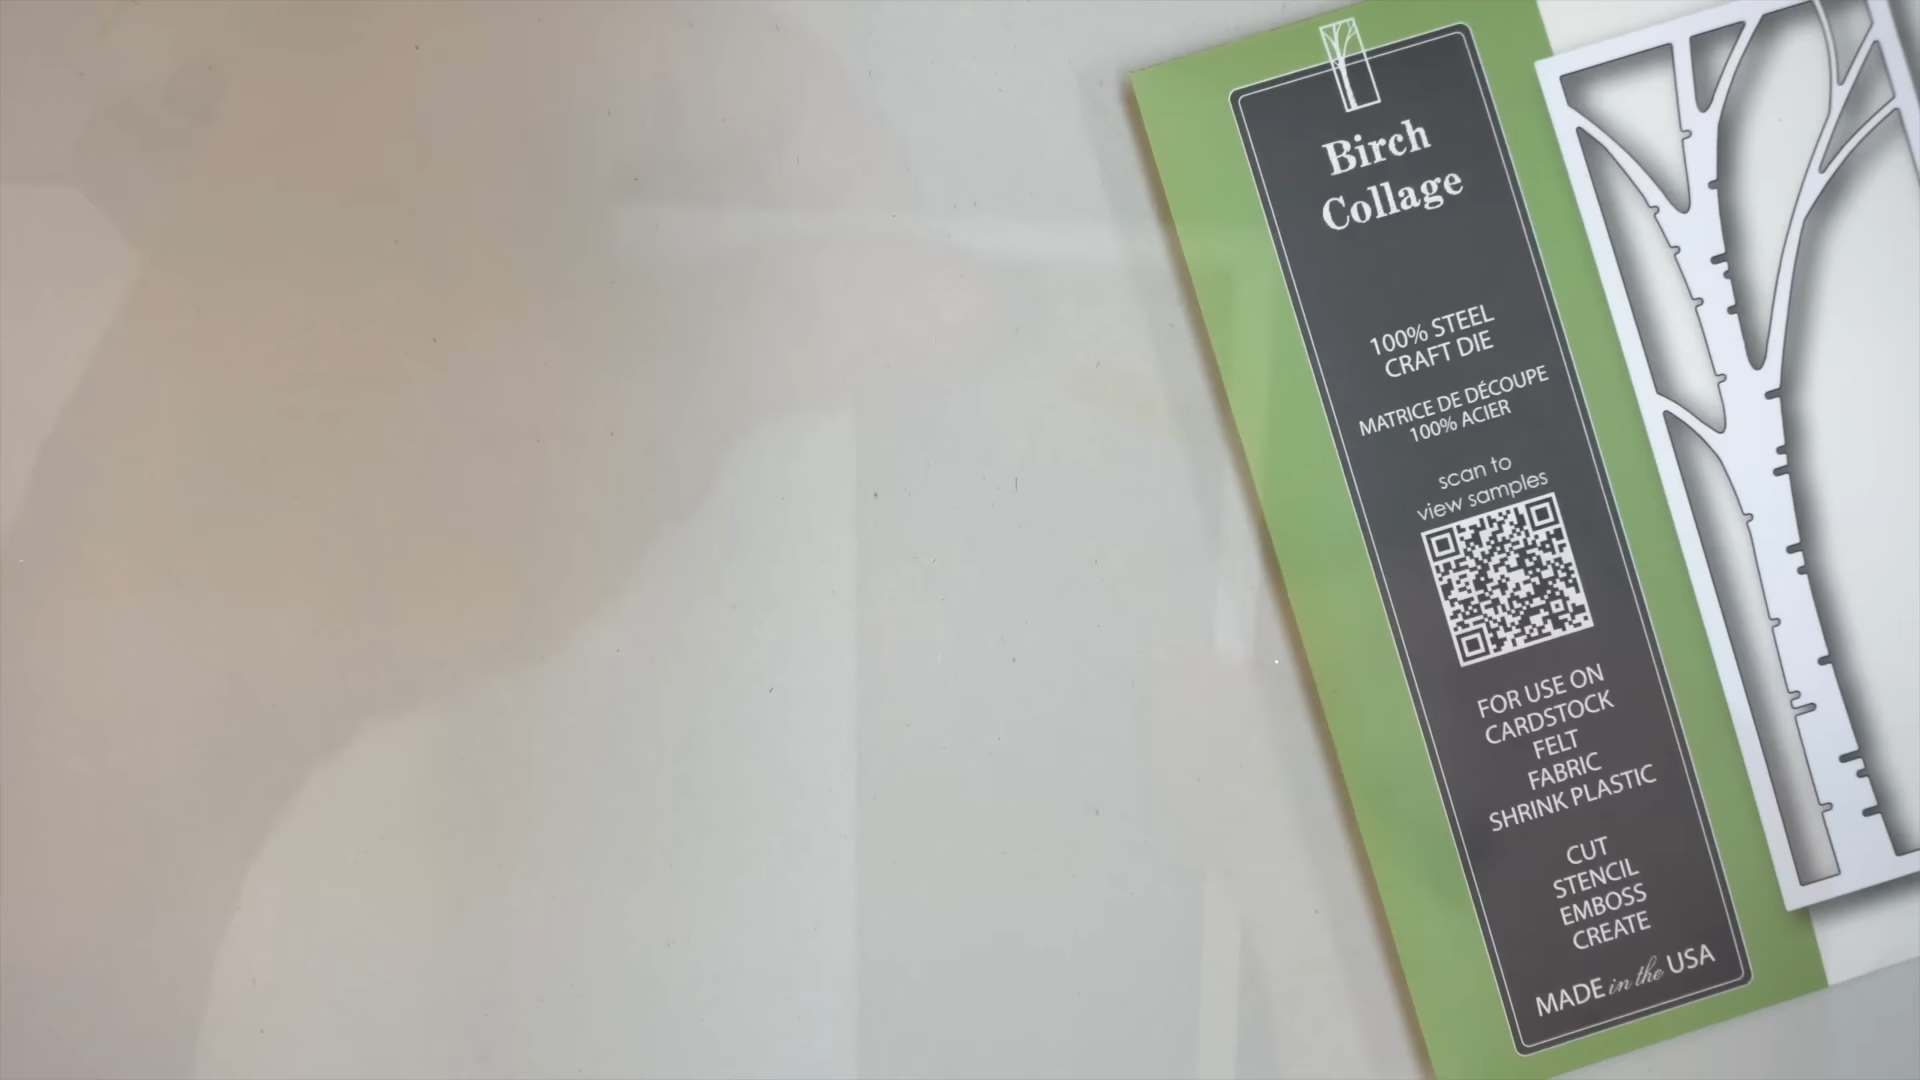 Birch
Collage
100% STEEL
CRAFT DIE
MATRICE DE DÉCOUPE
100% ACIER
scan to
view samples
FOR USE ON
CARDSTOCK
FELT
FABRIC
SHRINK PLASTIC
CUT
STENCIL
EMBOSS
CREATE
MADE in the USA